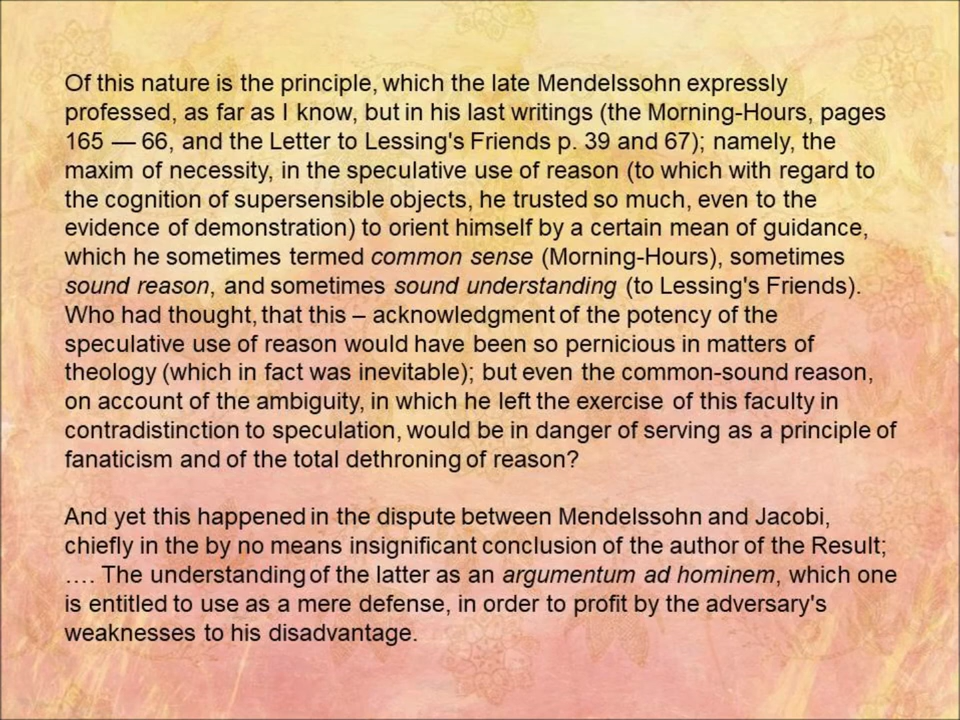 Of this nature is the principle, which the late Mendelssohn expressly
professed, as far as I know, but in his last writings (the Morning-Hours, pages
165 — 66, and the Letter to Lessing's Friends p. 39 and 67); namely, the
maxim of necessity, in the speculative use of reason (to which with regard to
the cognition of supersensible objects, he trusted so much, even to the
evidence of demonstration) to orient himself by a certain mean of guidance,
which he sometimes termed common sense (Morning-Hours), sometimes
sound reason, and sometimes sound understanding (to Lessing's Friends).
Who had thought, that this – acknowledgment of the potency of the
speculative use of reason would have been so pernicious in matters of
theology (which in fact was inevitable); but even the common-sound reason,
on account of the ambiguity, in which he left the exercise of this faculty in
contradistinction to speculation, would be in danger of serving as a principle of
fanaticism and of the total dethroning of reason?
And yet this happened in the dispute between Mendelssohn and Jacobi,
chiefly in the by no means insignificant conclusion of the author of the Result;
…. The understanding of the latter as an argumentum ad hominem, which one
is entitled to use as a mere defense, in order to profit by the adversary's
weaknesses to his disadvantage.